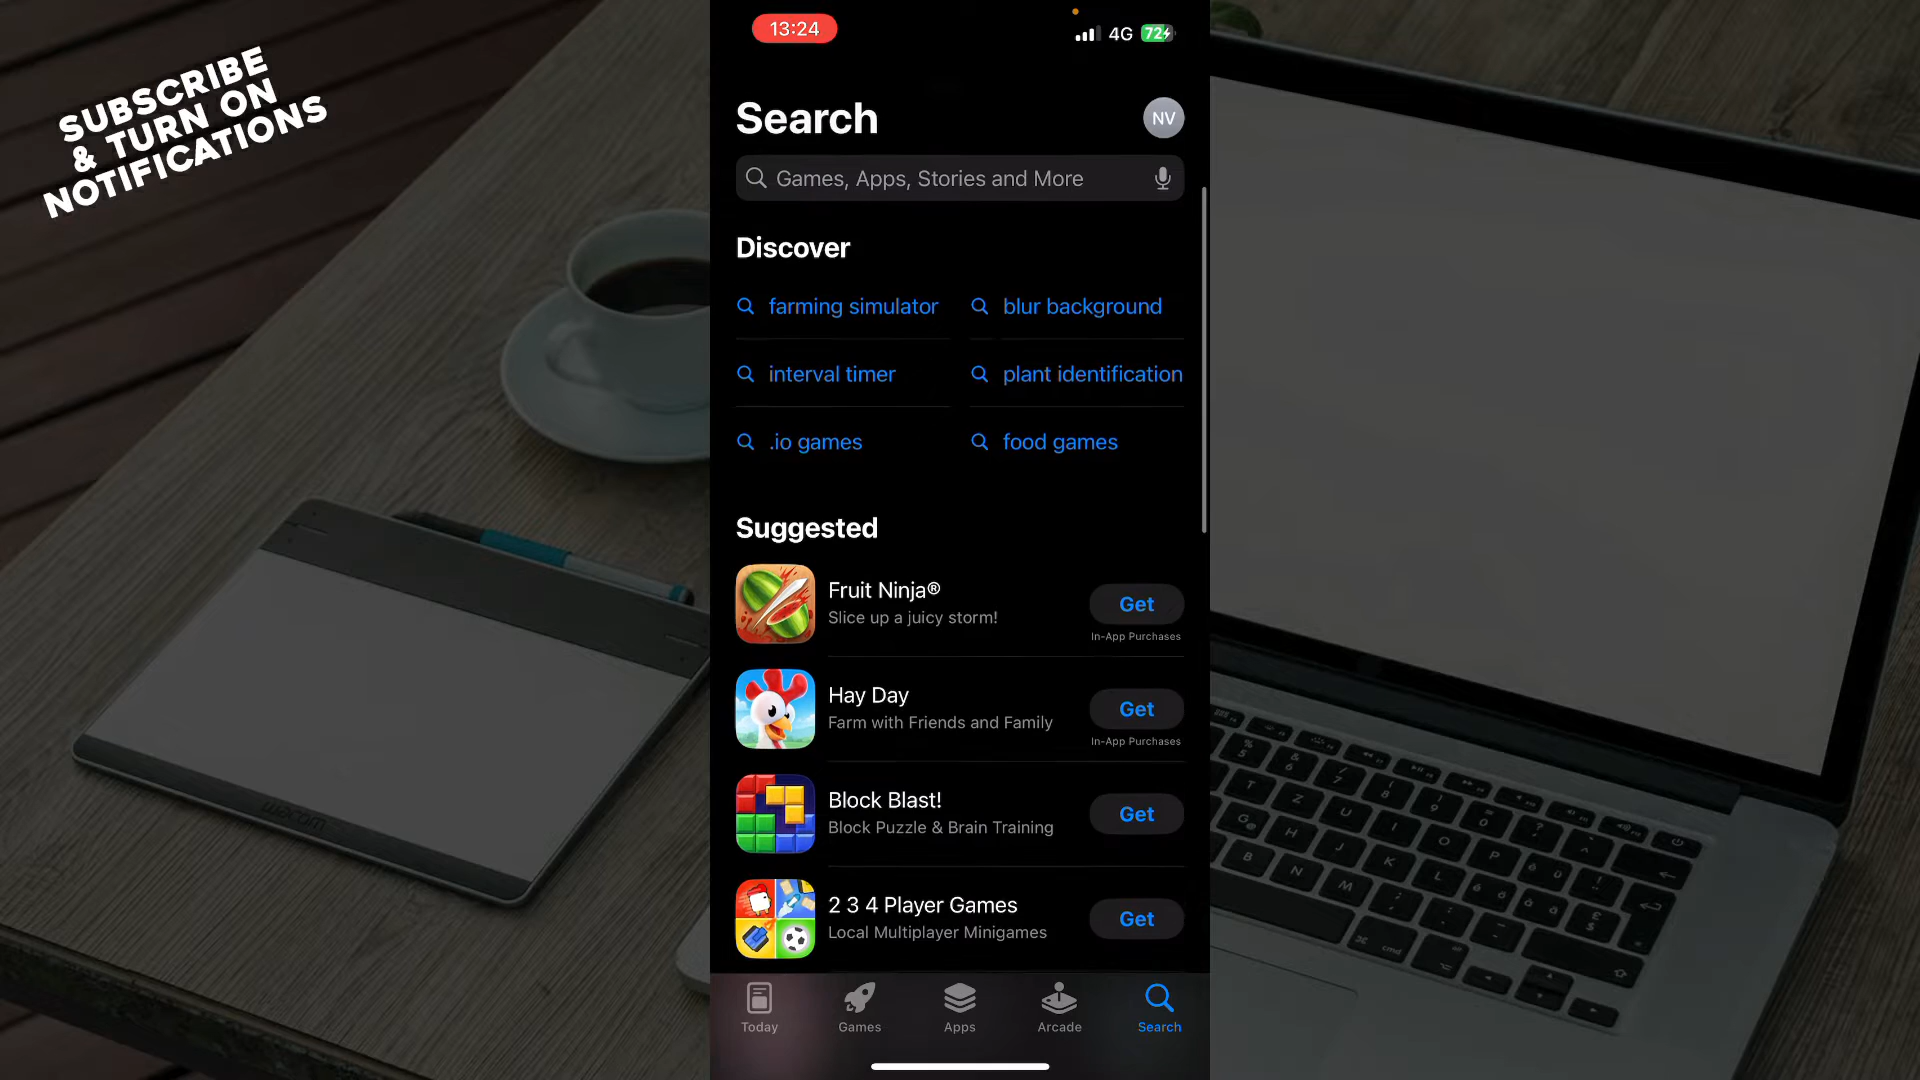 SUBSCRIBE
& TURN ON
NOTIFICATIONS
13:24
4G 72
Search
NV
Games, Apps, Stories and More
Discover
farming simulator
blur background
interval timer
plant identification
.io games
food games
Suggested
Fruit Ninja®
Slice up a juicy storm!
Get
In-App Purchases
Hay Day
Farm with Friends and Family
Get
In-App Purchases
Block Blast!
Block Puzzle & Brain Training
Get
2 3 4 Player Games
Local Multiplayer Minigames
Get
Today
Games
Apps
Arcade
Search
wacom